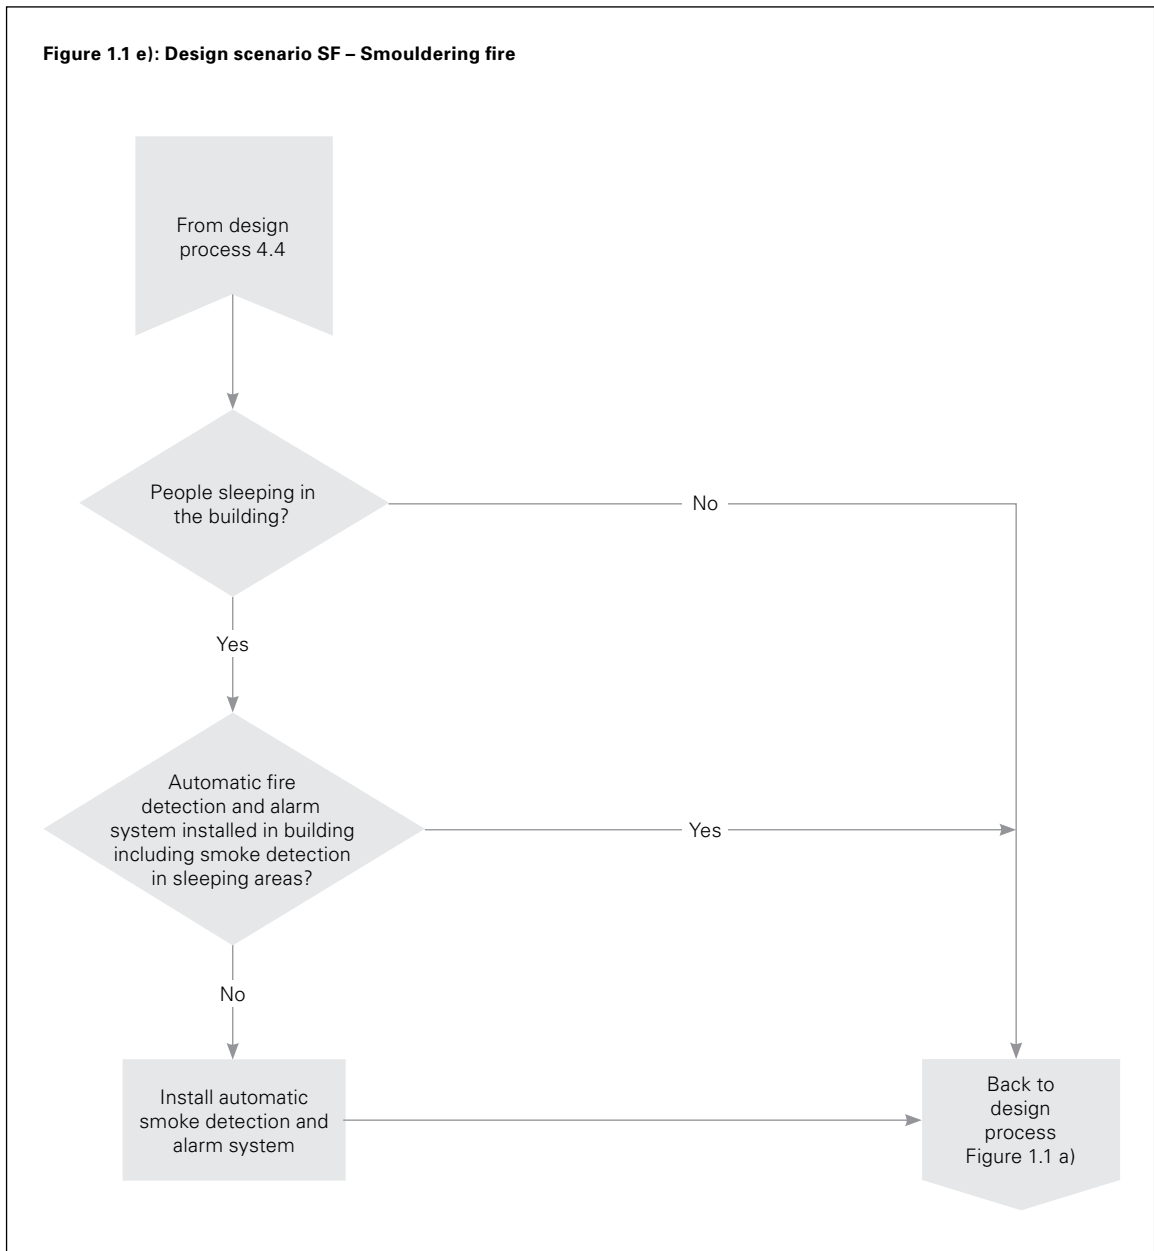 Figure 1.1 e): Design scenario SF – Smouldering fire
From design
process 4.4
People sleeping in
the building?
No
Yes
Automatic fire
detection and alarm
system installed in building
including smoke detection
in sleeping areas?
Yes
No
Install automatic
smoke detection and
alarm system
Back to
design
process
Figure 1.1 a)